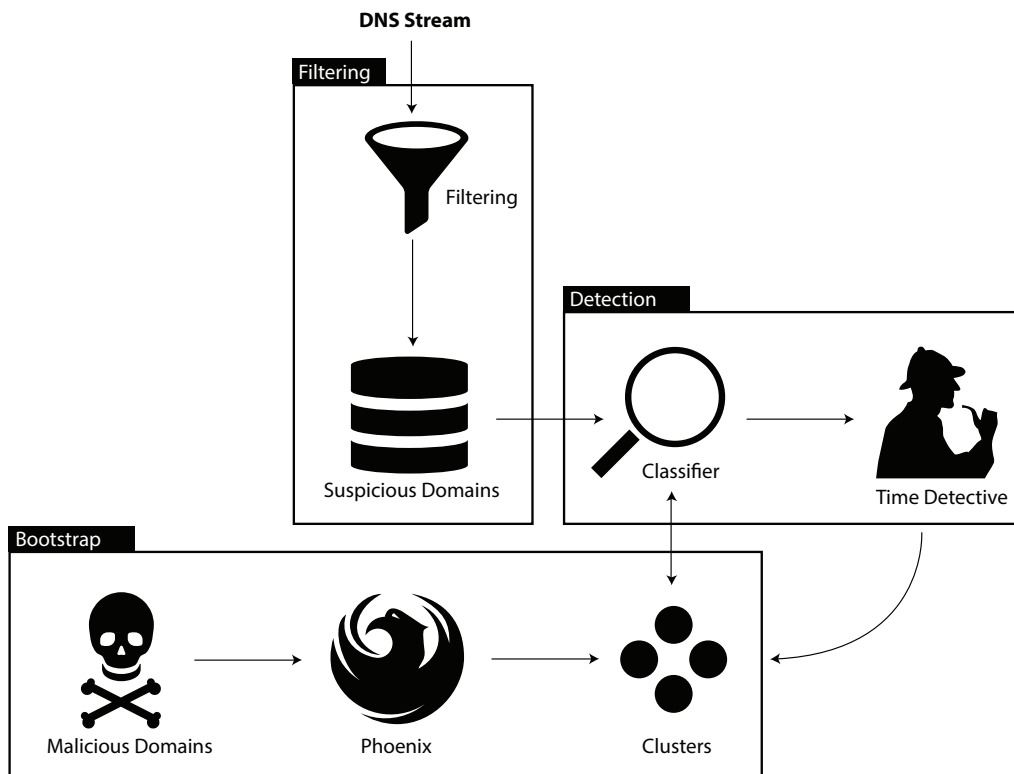 DNS Stream
Filtering
Filtering
Suspicious Domains
Detection
Classifier
Time Detective
Bootstrap
Malicious Domains
Phoenix
Clusters